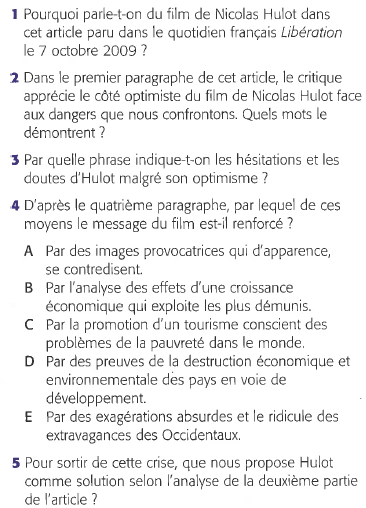 1 Pourquoi parle-t-on du film de Nicolas Hulot dans
cet article paru dans le quotidien français Libération
le 7 octobre 2009 ?
2 Dans le premier paragraphe de cet article, le critique
apprécie le côté optimiste du film de Nicolas Hulot face
aux dangers que nous confrontons. Quels mots le
démontrent ?
3 Par quelle phrase indique-t-on les hésitations et les
doutes d'Hulot malgré son optimisme ?
4 D'après le quatrième paragraphe, par lequel de ces
moyens le message du film est-il renforcé ?
A Par des images provocatrices qui d'apparence,
se contredisent.
B Par l'analyse des effets d'une croissance
économique qui exploite les plus démunis.
C Par la promotion d'un tourisme conscient des
problèmes de la pauvreté dans le monde.
D Par des preuves de la destruction économique et
environnementale des pays en voie de
développement.
E Par des exagérations absurdes et le ridicule des
extravagances des Occidentaux.
5 Pour sortir de cette crise, que nous propose Hulot
comme solution selon l'analyse de la deuxième partie
de l'article ?